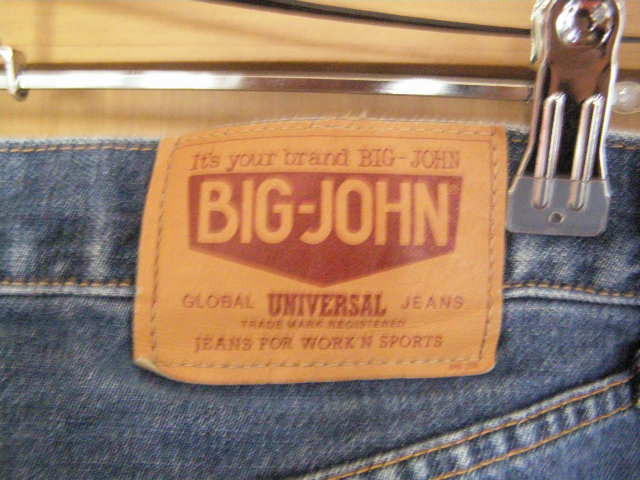 It's your brand BIG-JOHN
BIG-JOHN
GLOBAL UNIVERSAL JEANS
TRADE MARK REGISTERED
JEANS FOR WORK'N SPORTS